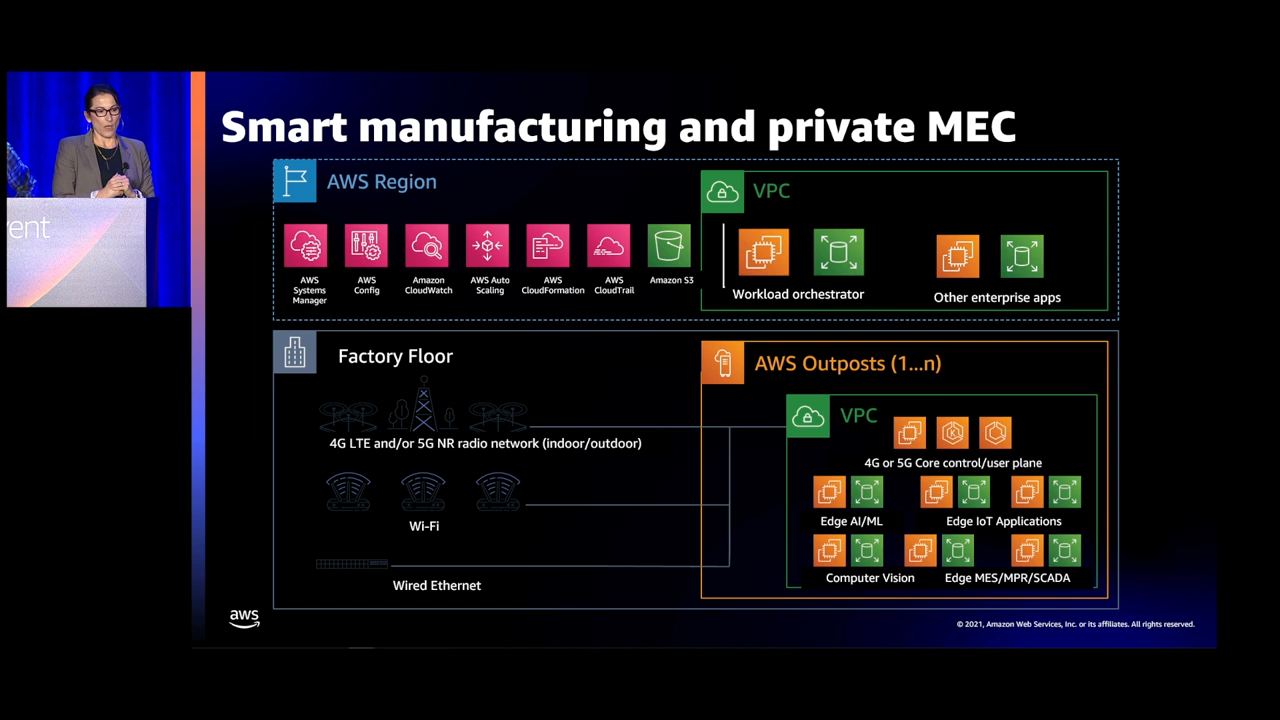 Smart manufacturing and private MEC
AWS Region
VPC
AWS
Systems
Manager
AWS
Config
Amazon
CloudWatch
AWS Auto
Scaling
AWS
CloudFormation
AWS
CloudTrail
Amazon S3
Workload orchestrator
Other enterprise apps
vent
Factory Floor
AWS Outposts (1...n)
VPC
4G LTE and/or 5G NR radio network (indoor/outdoor)
Wi-Fi
Wired Ethernet
4G or 5G Core control/user plane
Edge AI/ML
Edge IoT Applications
Computer Vision
Edge MES/MPR/SCADA
aws
© 2021, Amazon Web Services, Inc. or its affiliates. All rights reserved.